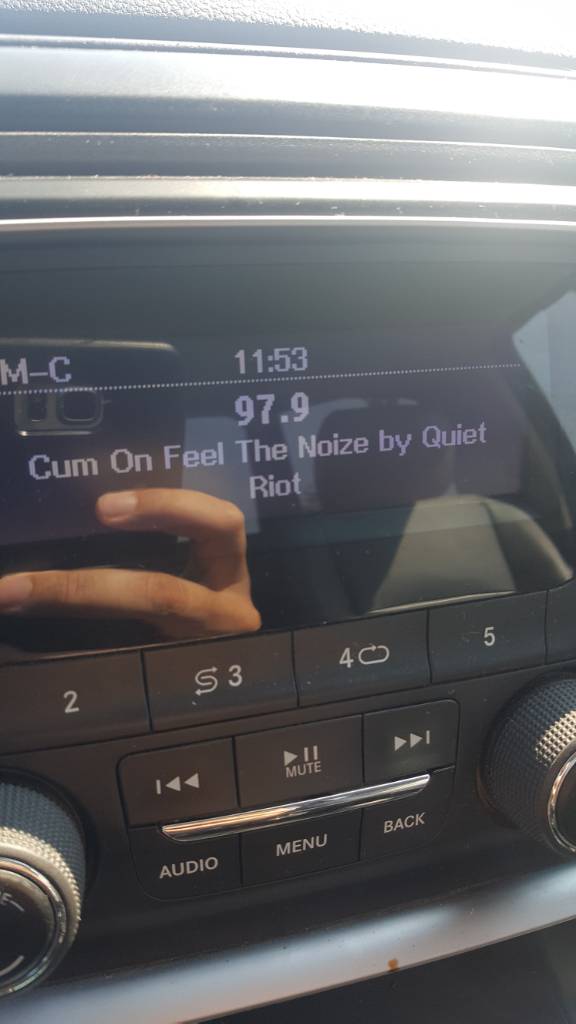 M-C 11:53
97.9
Cum On Feel The Noize by Quiet
Riot
2 3 4 5
MUTE
AUDIO MENU BACK